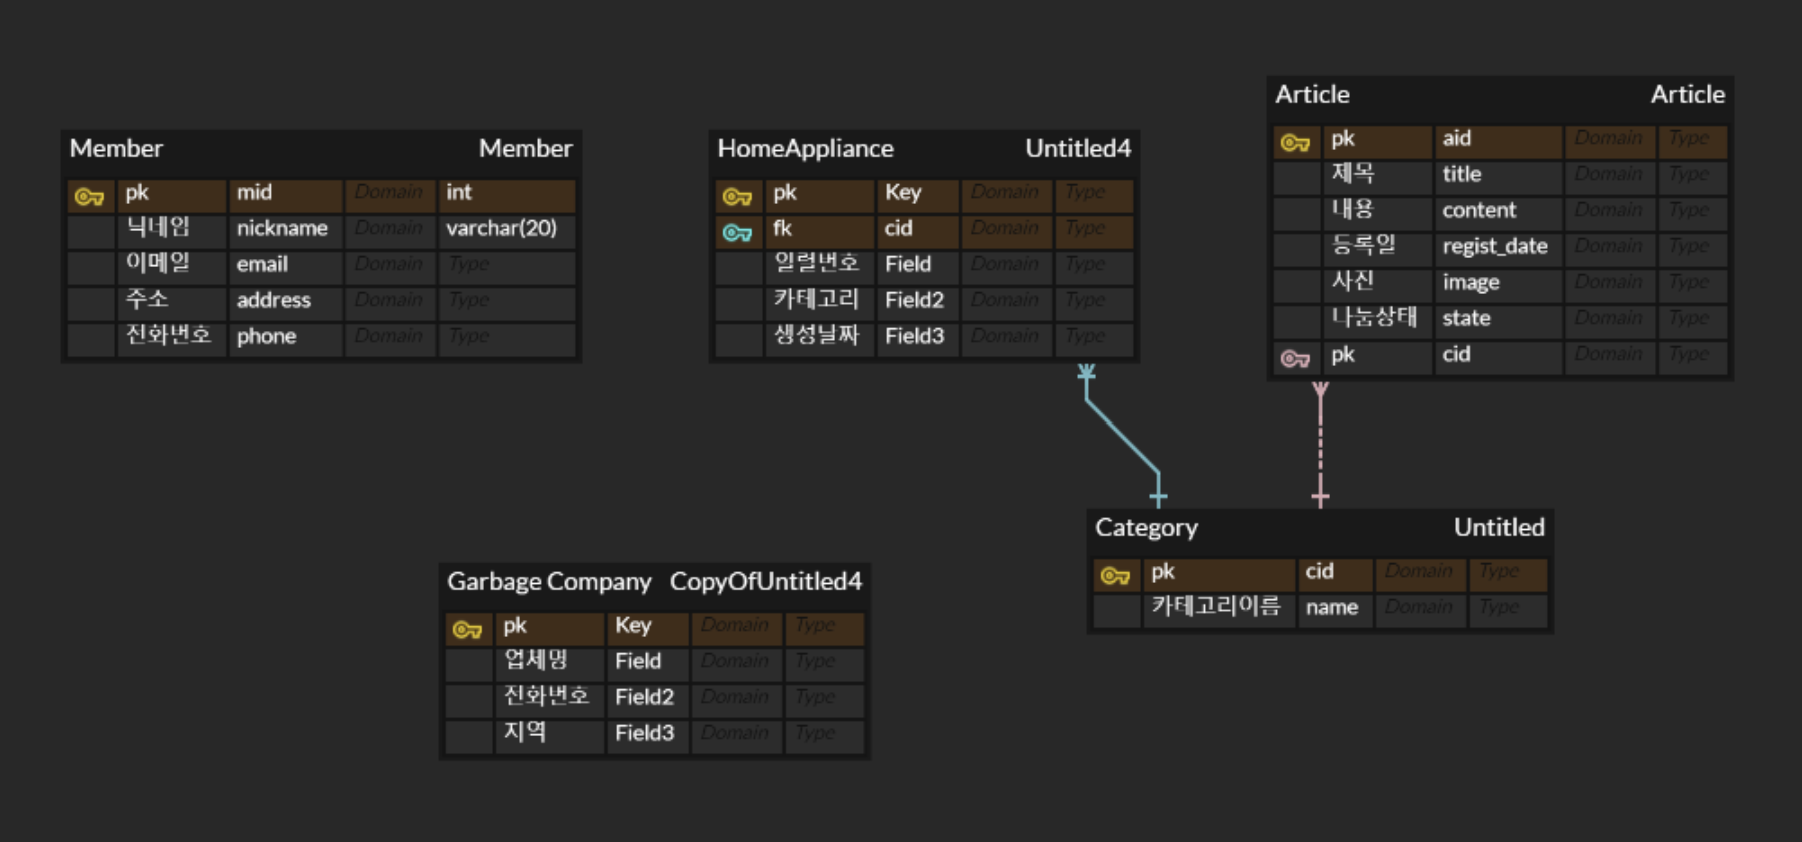 Member Member
pk mid Domain int
닉네임 nickname Domain varchar(20)
이메일 email Domain Type
주소 address Domain Type
전화번호 phone Domain Type
HomeAppliance Untitled4
pk Key Domain Type
fk cid Domain Type
일렬번호 Field Domain Type
카테고리 Field2 Domain Type
생성날짜 Field3 Domain Type
Article Article
pk aid Domain Type
제목 title Domain Type
내용 content Domain Type
등록일 regist_date Domain Type
사진 image Domain Type
나눔상태 state Domain Type
pk cid Domain Type
Category Untitled
pk cid Domain Type
카테고리이름 name Domain Type
Garbage Company CopyOfUntitled4
pk Key Domain Type
업체명 Field Domain Type
전화번호 Field2 Domain Type
지역 Field3 Domain Type